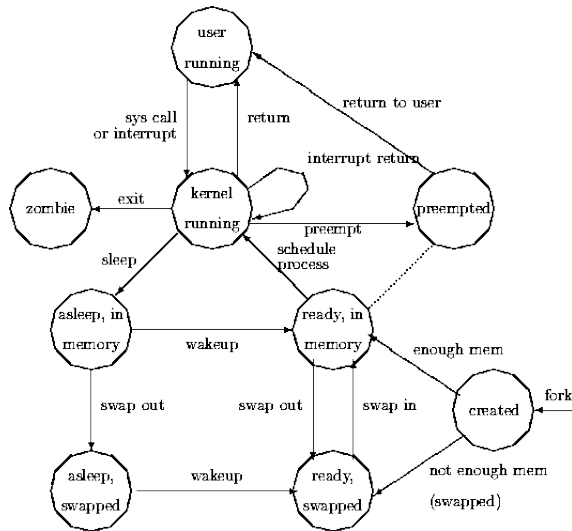 user
running
return to user
sys call
or interrupt
return
interrupt return
zombie
exit
kernel
running
preempt
preempted
sleep
schedule
process
asleep, in
memory
wakeup
ready, in
memory
enough mem
swap out
swap out
swap in
created
fork
asleep,
swapped
wakeup
ready,
swapped
not enough mem
(swapped)